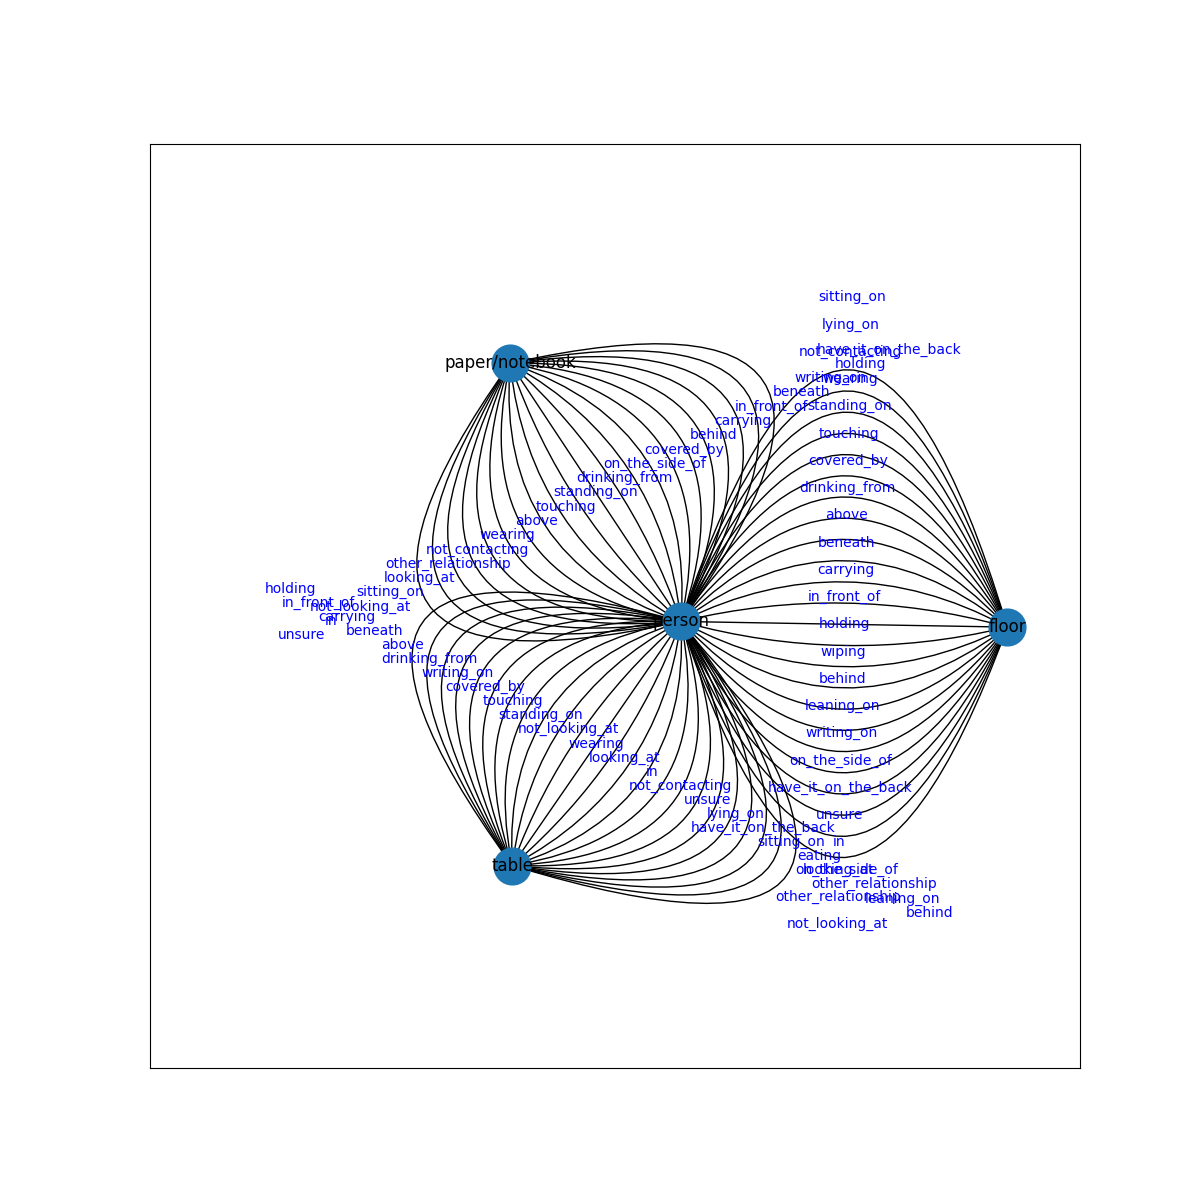 sitting_on
lying_on
have_it_on_the_back
not_contacting
holding
paper/notebook
writing_on
wearing
beneath
in_front_of
standing_on
carrying
behind
touching
covered_by
covered_by
on_the_side_of
drinking_from
drinking_from
standing_on
touching
above
above
wearing
beneath
not_contacting
other_relationship
carrying
looking_at
holding
sitting_on
in_front_of
in_front_of
not_looking_at
carrying
in
person
holding
floor
unsure
beneath
above
wiping
drinking_from
writing_on
behind
covered_by
touching
leaning_on
standing_on
not_looking_at
writing_on
wearing
looking_at
on_the_side_of
in
not_contacting
have_it_on_the_back
unsure
lying_on
unsure
have_it_on_the_back
sitting_on
in
eating
table
looking_at
on_the_side_of
other_relationship
other_relationship
leaning_on
behind
not_looking_at